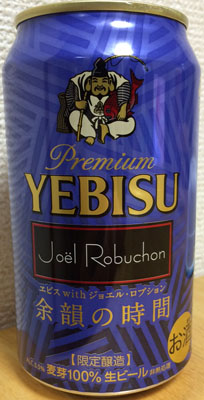 Premium
YEBISU
Joël Robuchon
ヱビス with ジョエル・ロブション
余韻の時間
お酒
【限定醸造】
麦芽100% 生ビール